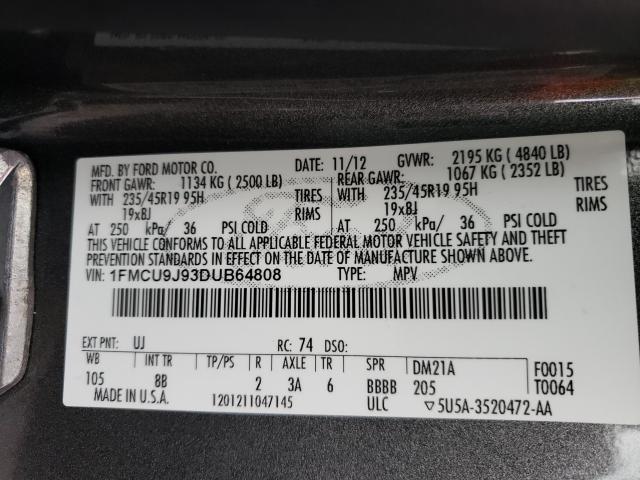 MFD. BY FORD MOTOR CO. DATE: 11/12 GVWR: 2195 KG ( 4840 LB)
FRONT GAWR: 1134 KG ( 2500 LB) REAR GAWR: 1067 KG ( 2352 LB)
WITH 235/45R19 95H TIRES WITH 235/45R19 95H TIRES
19x8J RIMS 19x8J RIMS
AT 250 kPa/ 36 PSI COLD AT 250 kPa/ 36 PSI COLD
THIS VEHICLE CONFORMS TO ALL APPLICABLE FEDERAL MOTOR VEHICLE SAFETY AND THEFT
PREVENTION STANDARDS IN EFFECT ON THE DATE OF MANUFACTURE SHOWN ABOVE.
VIN: 1FMCU9J93DUB64808 TYPE: MPV
EXT PNT: UJ RC: 74 DSO:
WB INT TR TP/PS R AXLE TR SPR DM21A F0015
105 8B 2 3A 6 BBBB 205 T0064
MADE IN U.S.A. 1201211047145 ULC ▽5U5A-3520472-AA